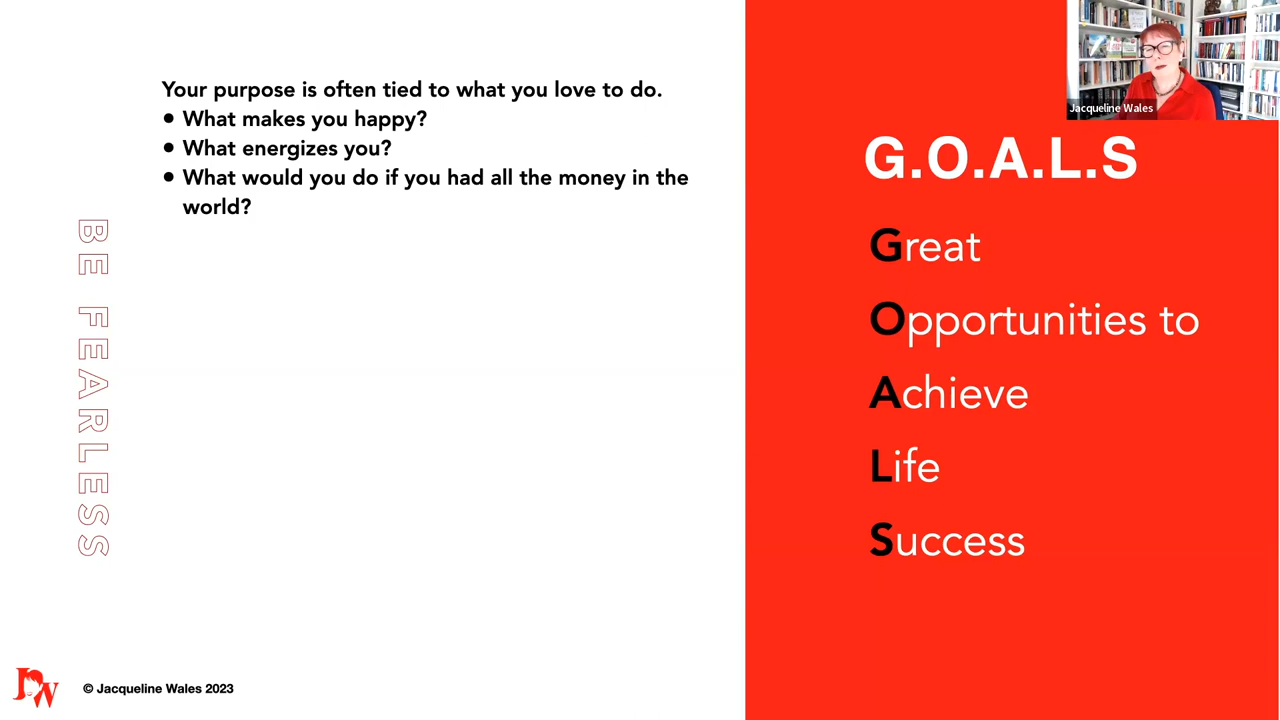 Your purpose is often tied to what you love to do.
• What makes you happy?
• What energizes you?
• What would you do if you had all the money in the
world?
BE FEARLESS
JW
© Jacqueline Wales 2023
Jacqueline Wales
G.O.A.L.S
Great
Opportunities to
Achieve
Life
Success